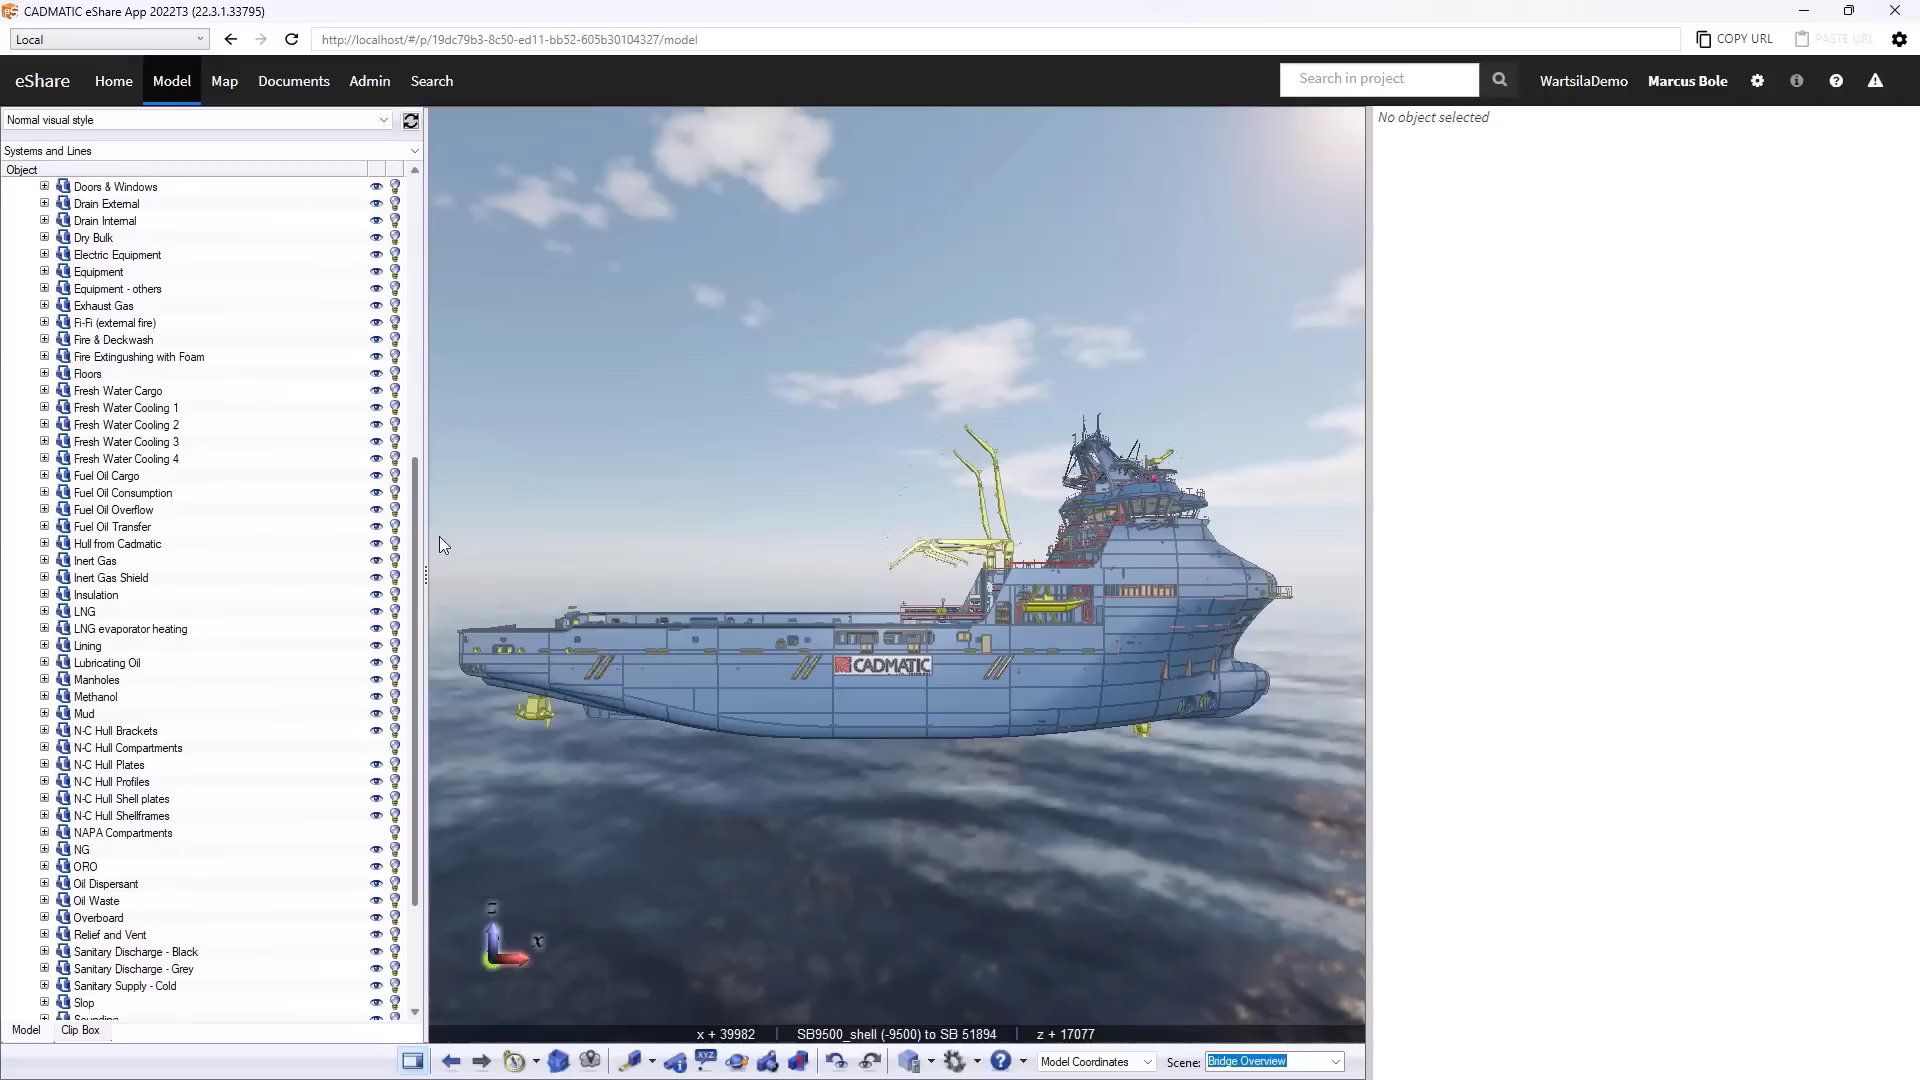 CADMATIC eShare App 2022T3 (22.3.1.33795)
Local
http://localhost/#/p/19dc79b3-8c50-ed11-bb52-605b30104327/model
COPY URL
PASTE URL
eShare
Home
Model
Map
Documents
Admin
Search
Search in project
WartsilaDemo
Marcus Bole
Normal visual style
No object selected
Systems and Lines
Object
Doors & Windows
Drain External
Drain Internal
Dry Bulk
Electric Equipment
Equipment
Equipment - others
Exhaust Gas
Fi-Fi (external fire)
Fire & Deckwash
Fire Extingushing with Foam
Floors
Fresh Water Cargo
Fresh Water Cooling 1
Fresh Water Cooling 2
Fresh Water Cooling 3
Fresh Water Cooling 4
Fuel Oil Cargo
Fuel Oil Consumption
Fuel Oil Overflow
Fuel Oil Transfer
Hull from Cadmatic
Inert Gas
Inert Gas Shield
Insulation
LNG
LNG evaporator heating
Lining
Lubricating Oil
Manholes
Methanol
Mud
N-C Hull Brackets
N-C Hull Compartments
N-C Hull Plates
N-C Hull Profiles
N-C Hull Shell plates
N-C Hull Shellframes
NAPA Compartments
NG
ORO
Oil Dispersant
Oil Waste
Overboard
Relief and Vent
Sanitary Discharge - Black
Sanitary Discharge - Grey
Sanitary Supply - Cold
Slop
Sounding
CADMATIC
z
x
Model
Clip Box
x + 39982
SB9500_shell (-9500) to SB 51894
z + 17077
XYZ
Model Coordinates
Scene:
Bridge Overview